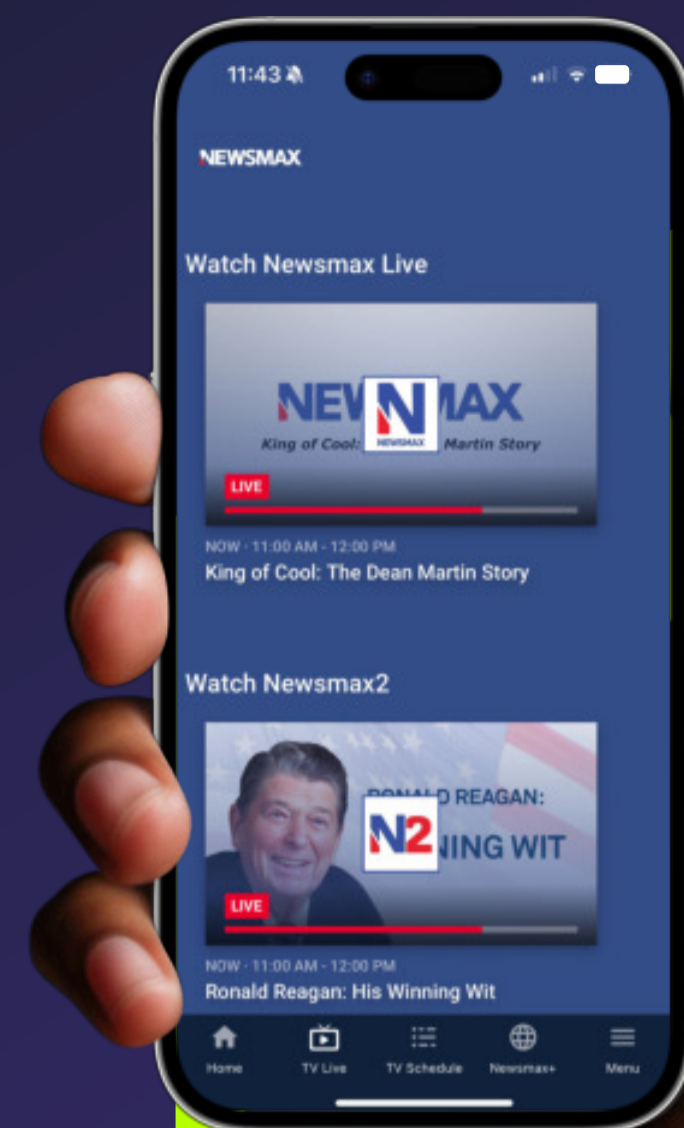 11:43
NEWSMAX
Watch Newsmax Live
NEW MAX
N
NEWSMAX
King of Cool: Martin Story
LIVE
NOW · 11:00 AM - 12:00 PM
King of Cool: The Dean Martin Story
Watch Newsmax2
D REAGAN:
N2
NING WIT
LIVE
NOW · 11:00 AM - 12:00 PM
Ronald Reagan: His Winning Wit
Home TV Live TV Schedule Newsmax+ Menu